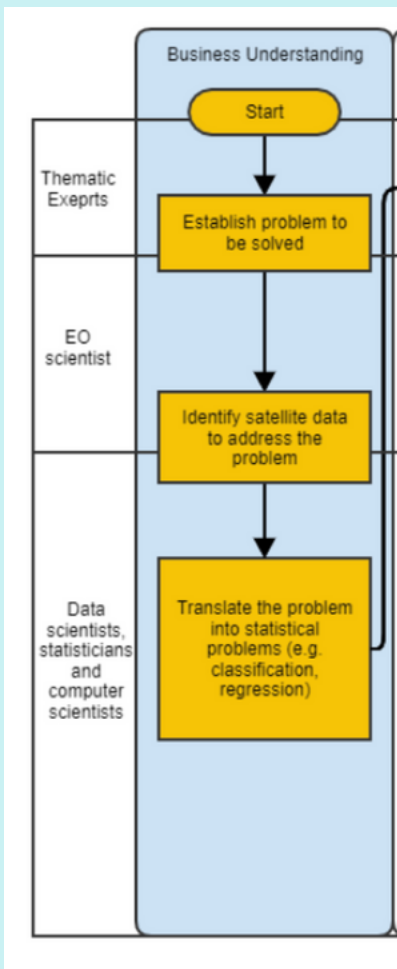 Business Understanding
Start
Thematic
Exeprts
Establish problem to
be solved
EO
scientist
Identify satellite data
to address the
problem
Data
scientists,
statisticians
and
computer
scientists
Translate the problem
into statistical
problems (e.g.
classification,
regression)